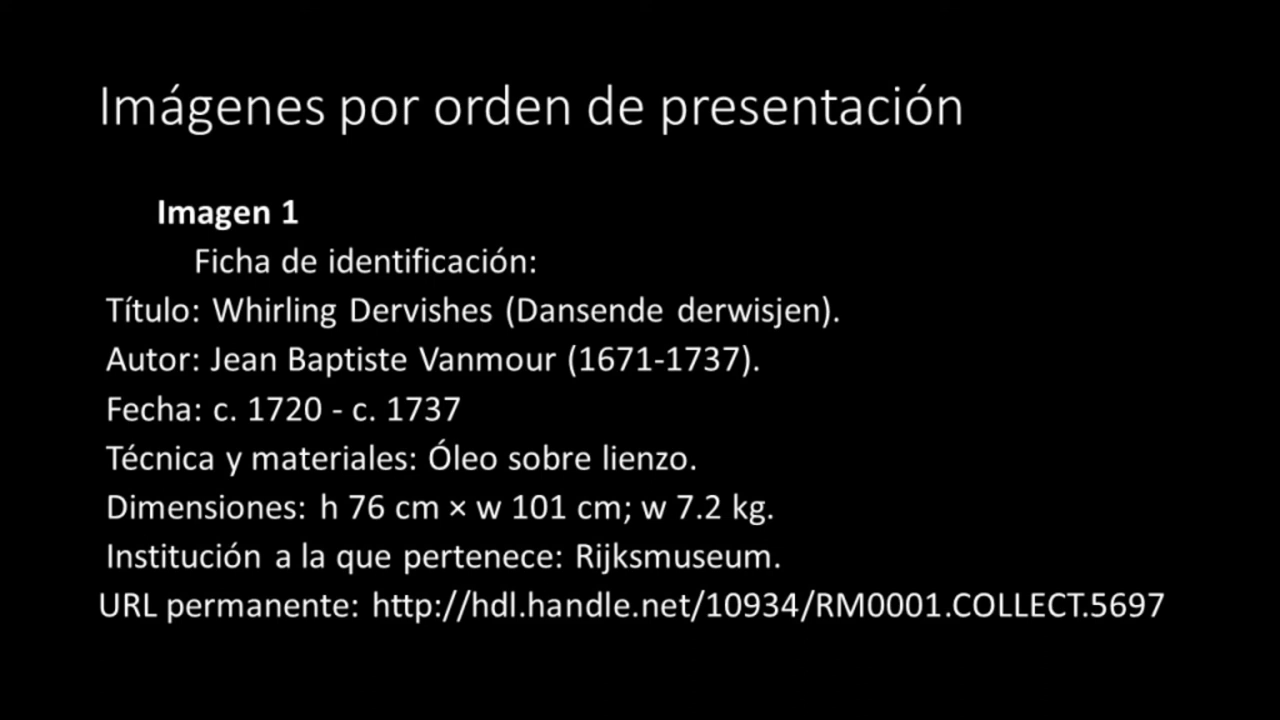 Imágenes por orden de presentación
Imagen 1
Ficha de identificación:
Título: Whirling Dervishes (Dansende derwisjen).
Autor: Jean Baptiste Vanmour (1671-1737).
Fecha: c. 1720 - c. 1737
Técnica y materiales: Óleo sobre lienzo.
Dimensiones: h 76 cm × w 101 cm; w 7.2 kg.
Institución a la que pertenece: Rijksmuseum.
URL permanente: http://hdl.handle.net/10934/RM0001.COLLECT.5697